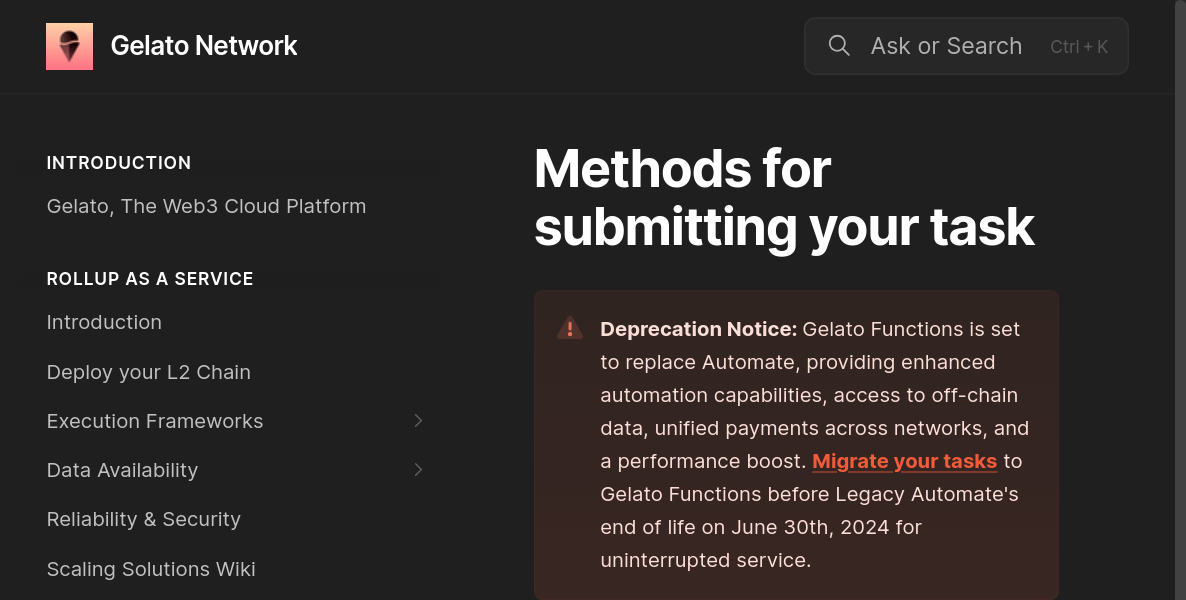 Gelato Network
Ask or Search Ctrl + K
INTRODUCTION
Gelato, The Web3 Cloud Platform
ROLLUP AS A SERVICE
Introduction
Deploy your L2 Chain
Execution Frameworks
Data Availability
Reliability & Security
Scaling Solutions Wiki
Methods for
submitting your task
Deprecation Notice: Gelato Functions is set
to replace Automate, providing enhanced
automation capabilities, access to off-chain
data, unified payments across networks, and
a performance boost. Migrate your tasks to
Gelato Functions before Legacy Automate's
end of life on June 30th, 2024 for
uninterrupted service.